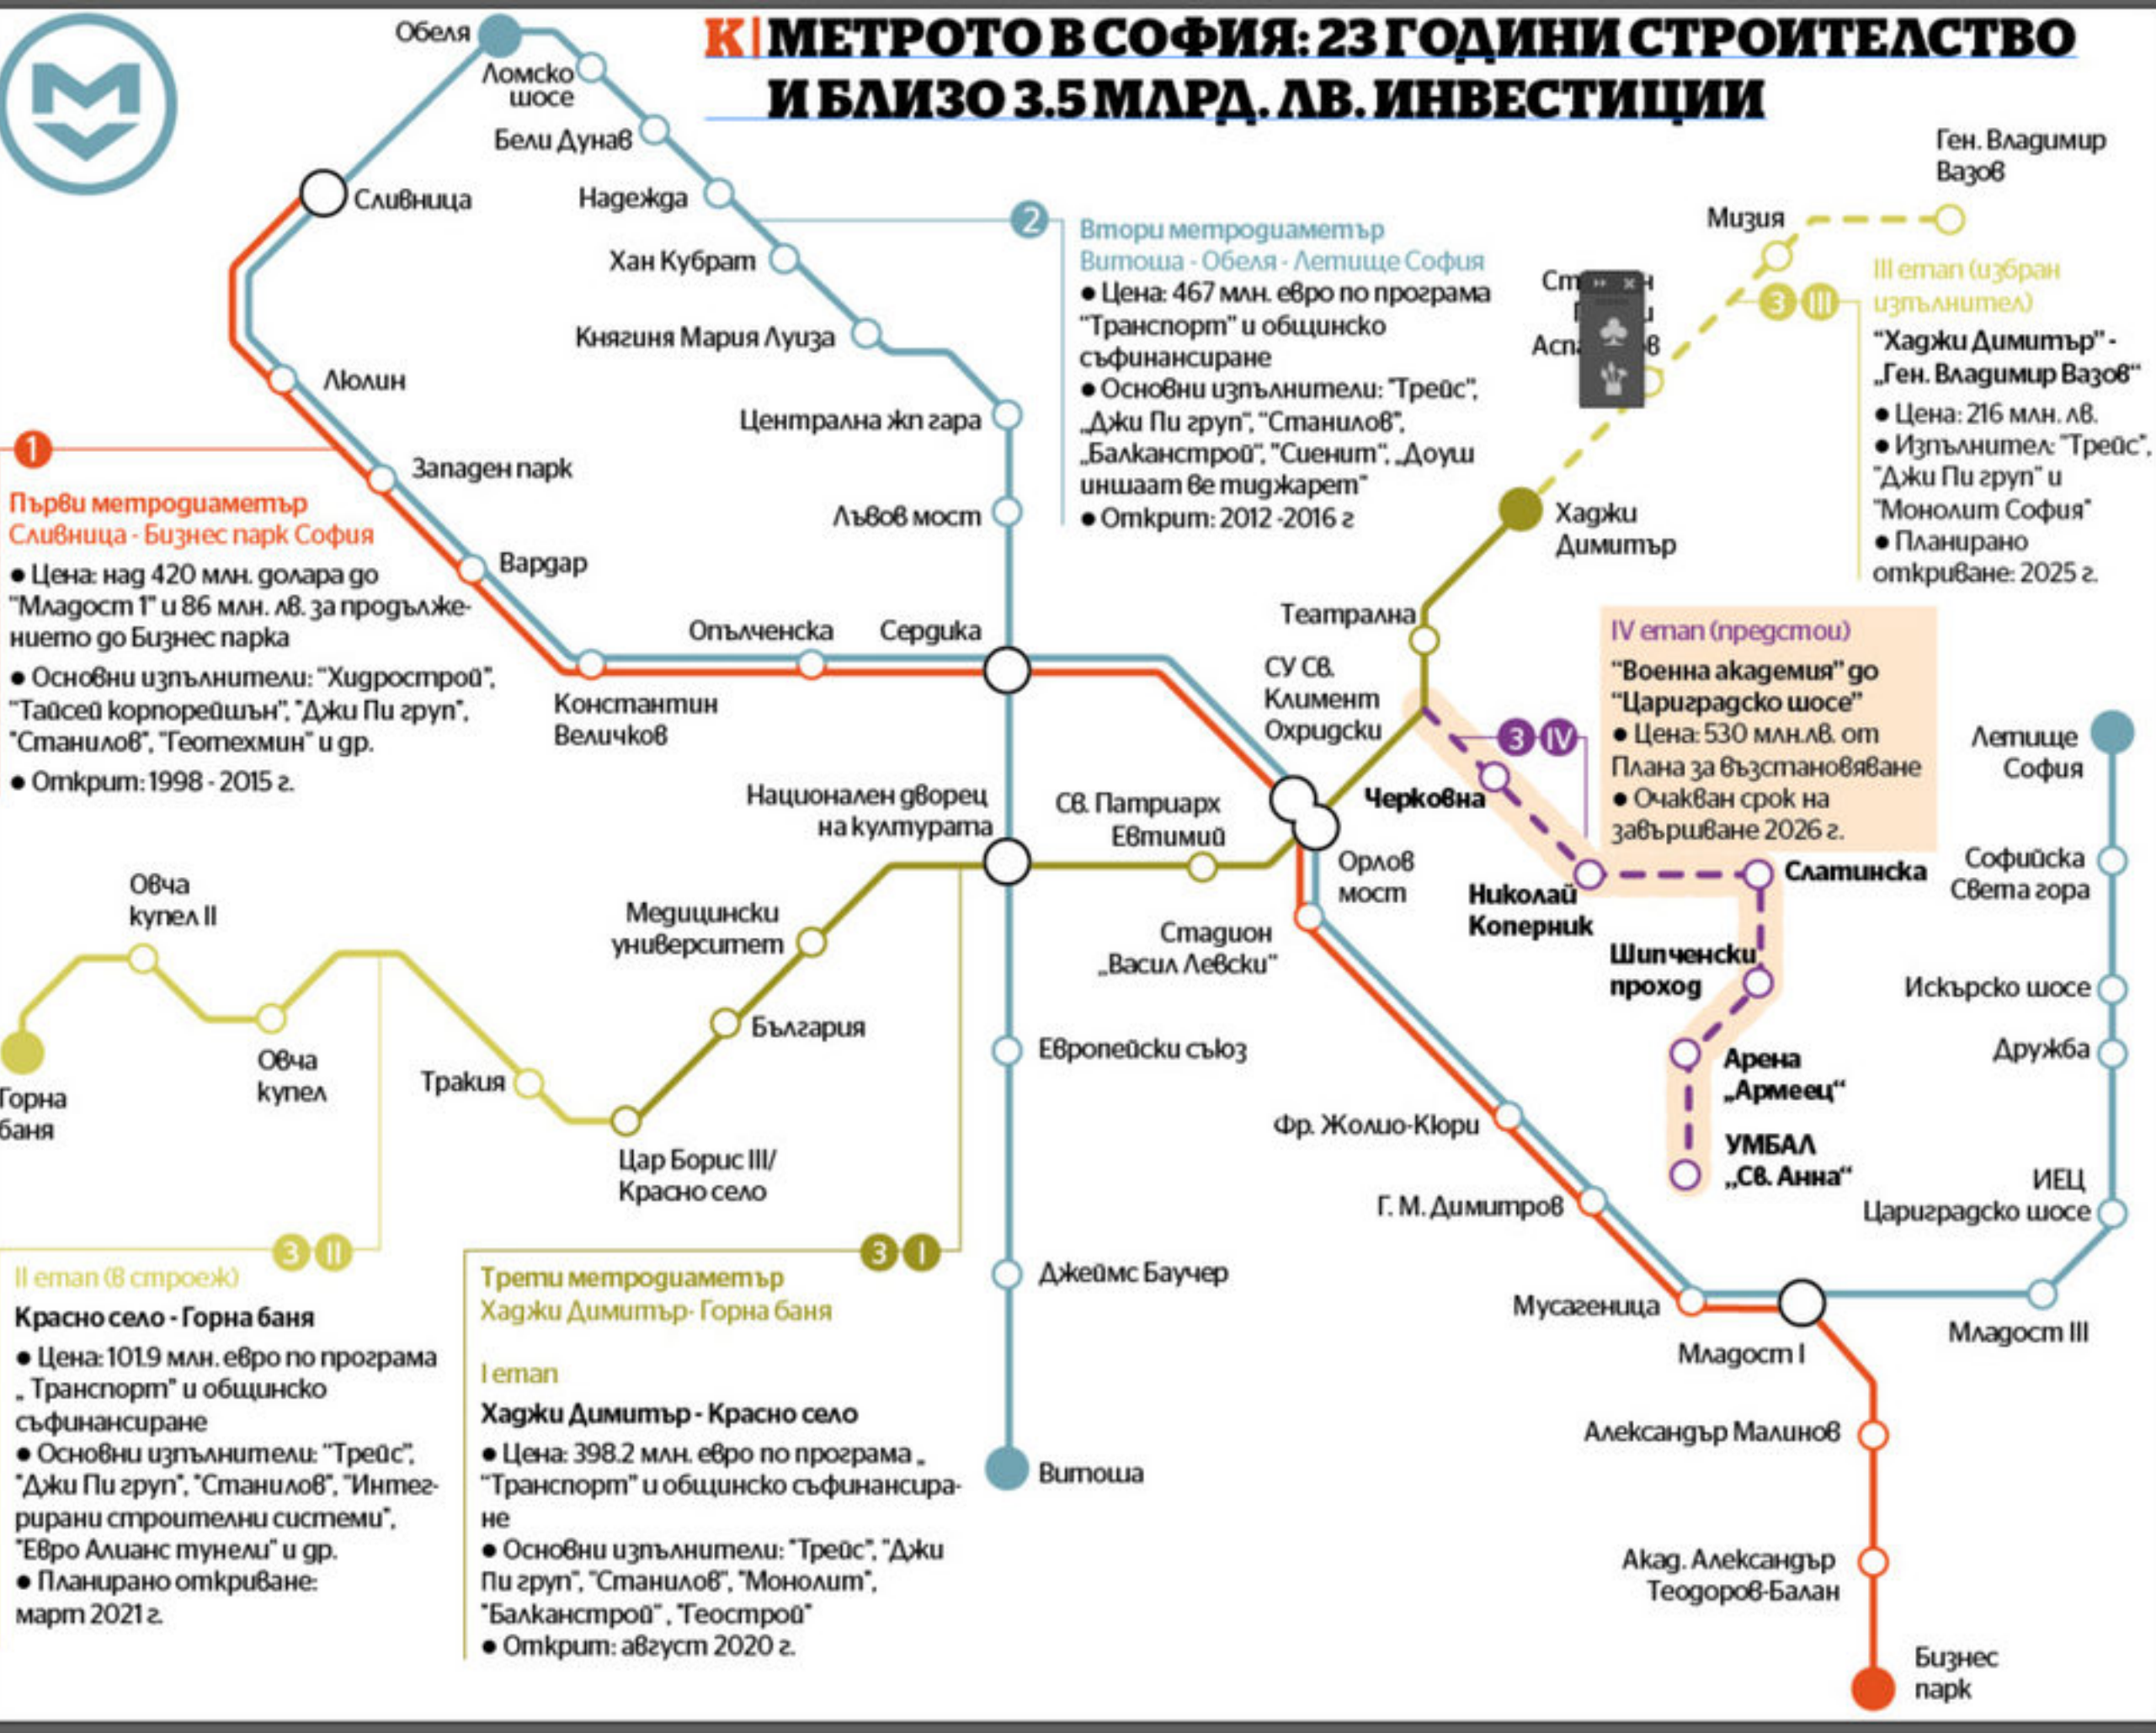 К| МЕТРОТО В СОФИЯ: 23 ГОДИНИ СТРОИТЕЛСТВО
И БЛИЗО 3.5 МЛРД. ЛВ. ИНВЕСТИЦИИ
Обеля
Ломско
шосе
Бели Дунав
Надежда
Хан Кубрат
Княгиня Мария Луиза
Централна жп гара
Лъвов мост
Сливница
Люлин
Западен парк
Вардар
Константин
Величков
Опълченска
Сердика
1
Първи метродиаметър
Сливница - Бизнес парк София
● Цена: над 420 млн. долара до
"Младост 1" и 86 млн. лв. за продълже-
нието до Бизнес парка
● Основни изпълнители: "Хидрострой",
"Тайсей корпорейшън", "Джи Пи груп",
"Станилов", "Геотехмин" и др.
● Открит: 1998 - 2015 г.
2
Втори метродиаметър
Витоша - Обеля - Летище София
● Цена: 467 млн. евро по програма
"Транспорт" и общинско
съфинансиране
● Основни изпълнители: "Трейс",
„Джи Пи груп", "Станилов",
„Балканстрой", "Сиенит", „Доуш
иншаат ве тиджарет"
● Открит: 2012 -2016 г
Ген. Владимир
Вазов
Мизия
3 III
III етап (избран
изпълнител)
“Хаджи Димитър” -
„Ген. Владимир Вазов“
● Цена: 216 млн. лв.
● Изпълнител: "Трейс",
"Джи Пи груп" и
"Монолит София"
● Планирано
откриване: 2025 г.
Хаджи
Димитър
Театрална
СУ Св.
Климент
Охридски
3 IV
IV етап (предстои)
“Военна академия” до
“Цариградско шосе”
● Цена: 530 млн.лв. от
Плана за възстановяване
● Очакван срок на
завършване 2026 г.
Черковна
Николай
Коперник
Слатинска
Шипченски
проход
Арена
„Армеец“
УМБАЛ
„Св. Анна“
Летище
София
Софийска
Света гора
Искърско шосе
Дружба
ИЕЦ
Цариградско шосе
Младост III
Национален дворец
на културата
Св. Патриарх
Евтимий
Орлов
мост
Стадион
„Васил Левски“
Медицински
университет
България
Европейски съюз
Джеймс Баучер
Витоша
Фр. Жолио-Кюри
Г. М. Димитров
Мусагеница
Младост I
Александър Малинов
Акад. Александър
Теодоров-Балан
Бизнес
парк
Овча
купел II
Овча
купел
Горна
баня
Тракия
Цар Борис III/
Красно село
3 II
II етап (в строеж)
Красно село - Горна баня
● Цена: 101.9 млн. евро по програма
„ Транспорт" и общинско
съфинансиране
● Основни изпълнители: "Трейс",
"Джи Пи груп", "Станилов", "Интег-
рирани строителни системи",
"Евро Алианс тунели" и др.
● Планирано откриване:
март 2021 г.
3 I
Трети метродиаметър
Хаджи Димитър- Горна баня
I етап
Хаджи Димитър - Красно село
● Цена: 398.2 млн. евро по програма „
“Транспорт" и общинско съфинансира-
не
● Основни изпълнители: "Трейс", "Джи
Пи груп", "Станилов", "Монолит",
"Балканстрой" , "Геострой"
● Открит: август 2020 г.